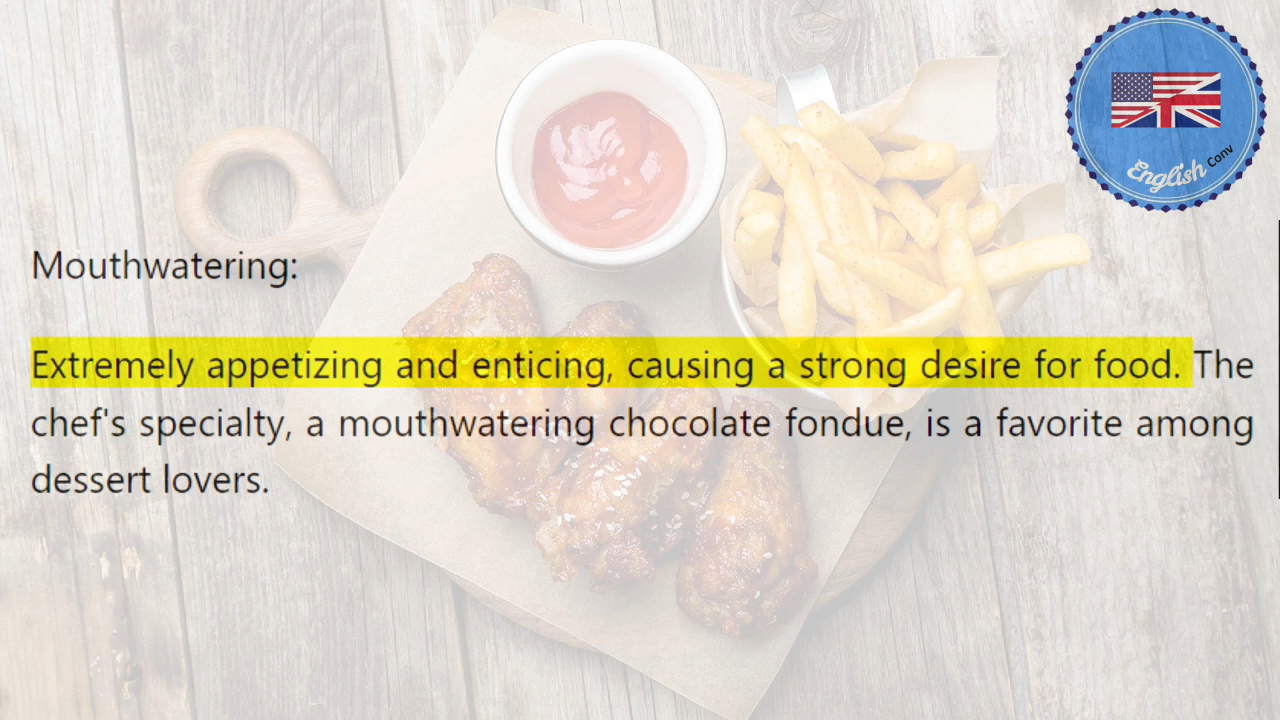 English Conv
Mouthwatering:
Extremely appetizing and enticing, causing a strong desire for food. The
chef's specialty, a mouthwatering chocolate fondue, is a favorite among
dessert lovers.